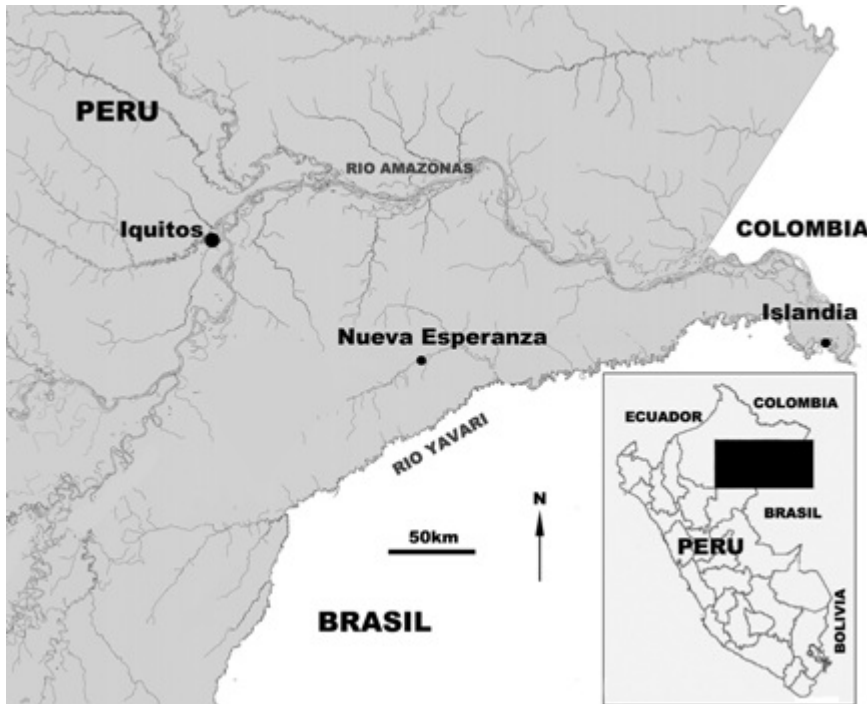 PERU
RIO AMAZONAS
Iquitos
COLOMBIA
Islandia
Nueva Esperanza
RIO YAVARI
N
50km
BRASIL
ECUADOR
COLOMBIA
BRASIL
PERU
BOLIVIA